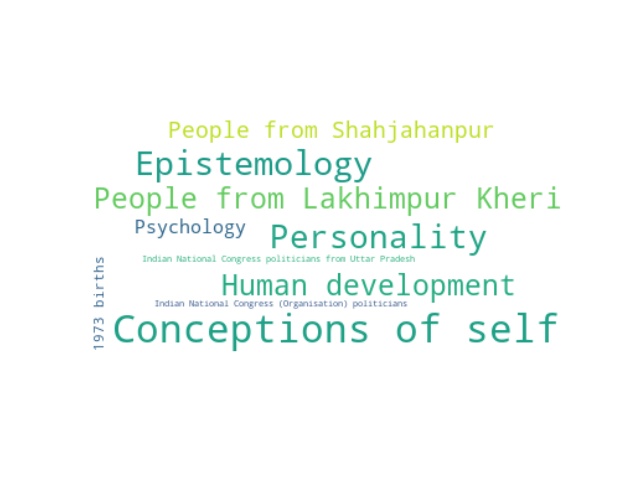 People from Shahjahanpur
Epistemology
People from Lakhimpur Kheri
Psychology
Personality
Indian National Congress politicians from Uttar Pradesh
Human development
Indian National Congress (Organisation) politicians
1973 births
Conceptions of self